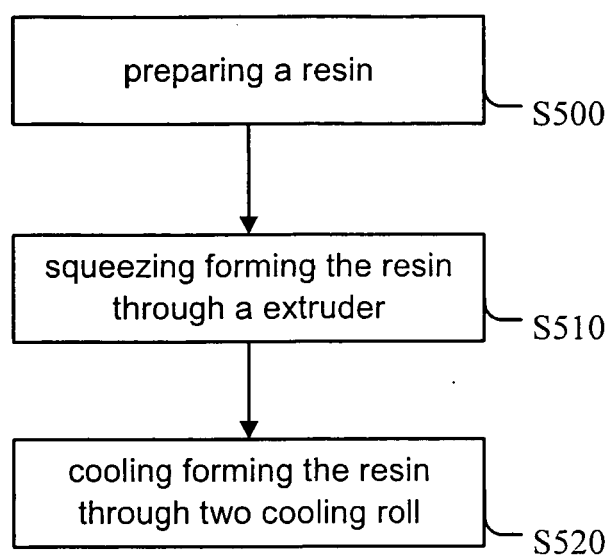 preparing a resin
S500
squeezing forming the resin
through a extruder
S510
cooling forming the resin
through two cooling roll
S520